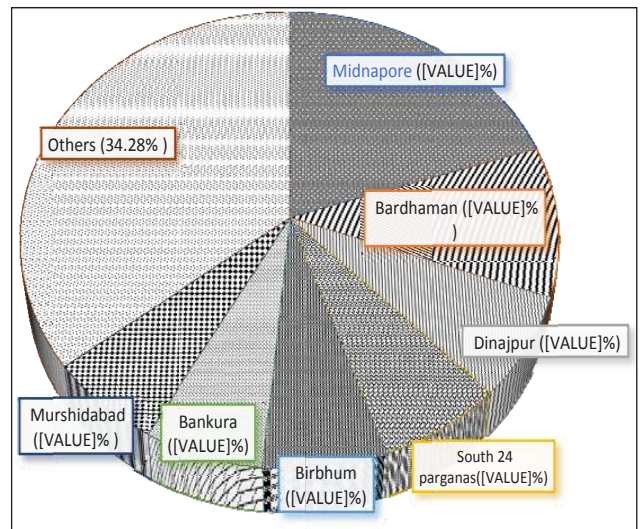 Midnapore ([VALUE]%)
Others (34.28% )
Bardhaman ([VALUE]%
)
Dinajpur ([VALUE]%)
Murshidabad
([VALUE]% )
Bankura
([VALUE]%)
South 24
parganas([VALUE]%)
Birbhum
([VALUE]%)